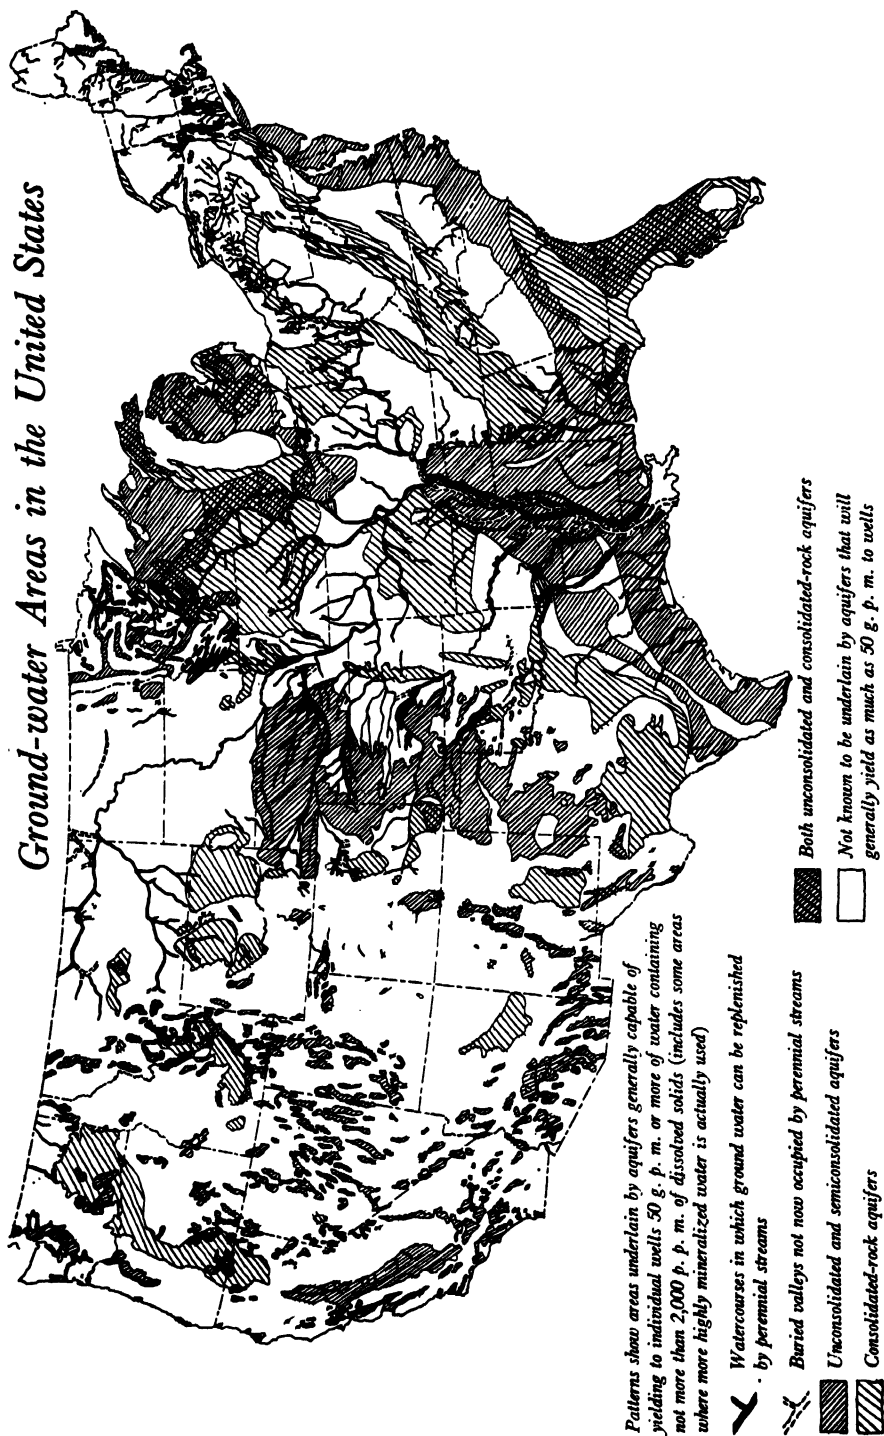 Ground-water Areas in the United States
Patterns show areas underlain by aquifers generally capable of
yielding to individual wells 50 g. p. m. or more of water containing
not more than 2,000 p. p. m. of dissolved solids (includes some areas
where more highly mineralized water is actually used)
Watercourses in which ground water can be replenished
by perennial streams
Buried valleys not now occupied by perennial streams
Unconsolidated and semiconsolidated aquifers
Consolidated-rock aquifers
Both unconsolidated and consolidated-rock aquifers
Not known to be underlain by aquifers that will
generally yield as much as 50 g. p. m. to wells